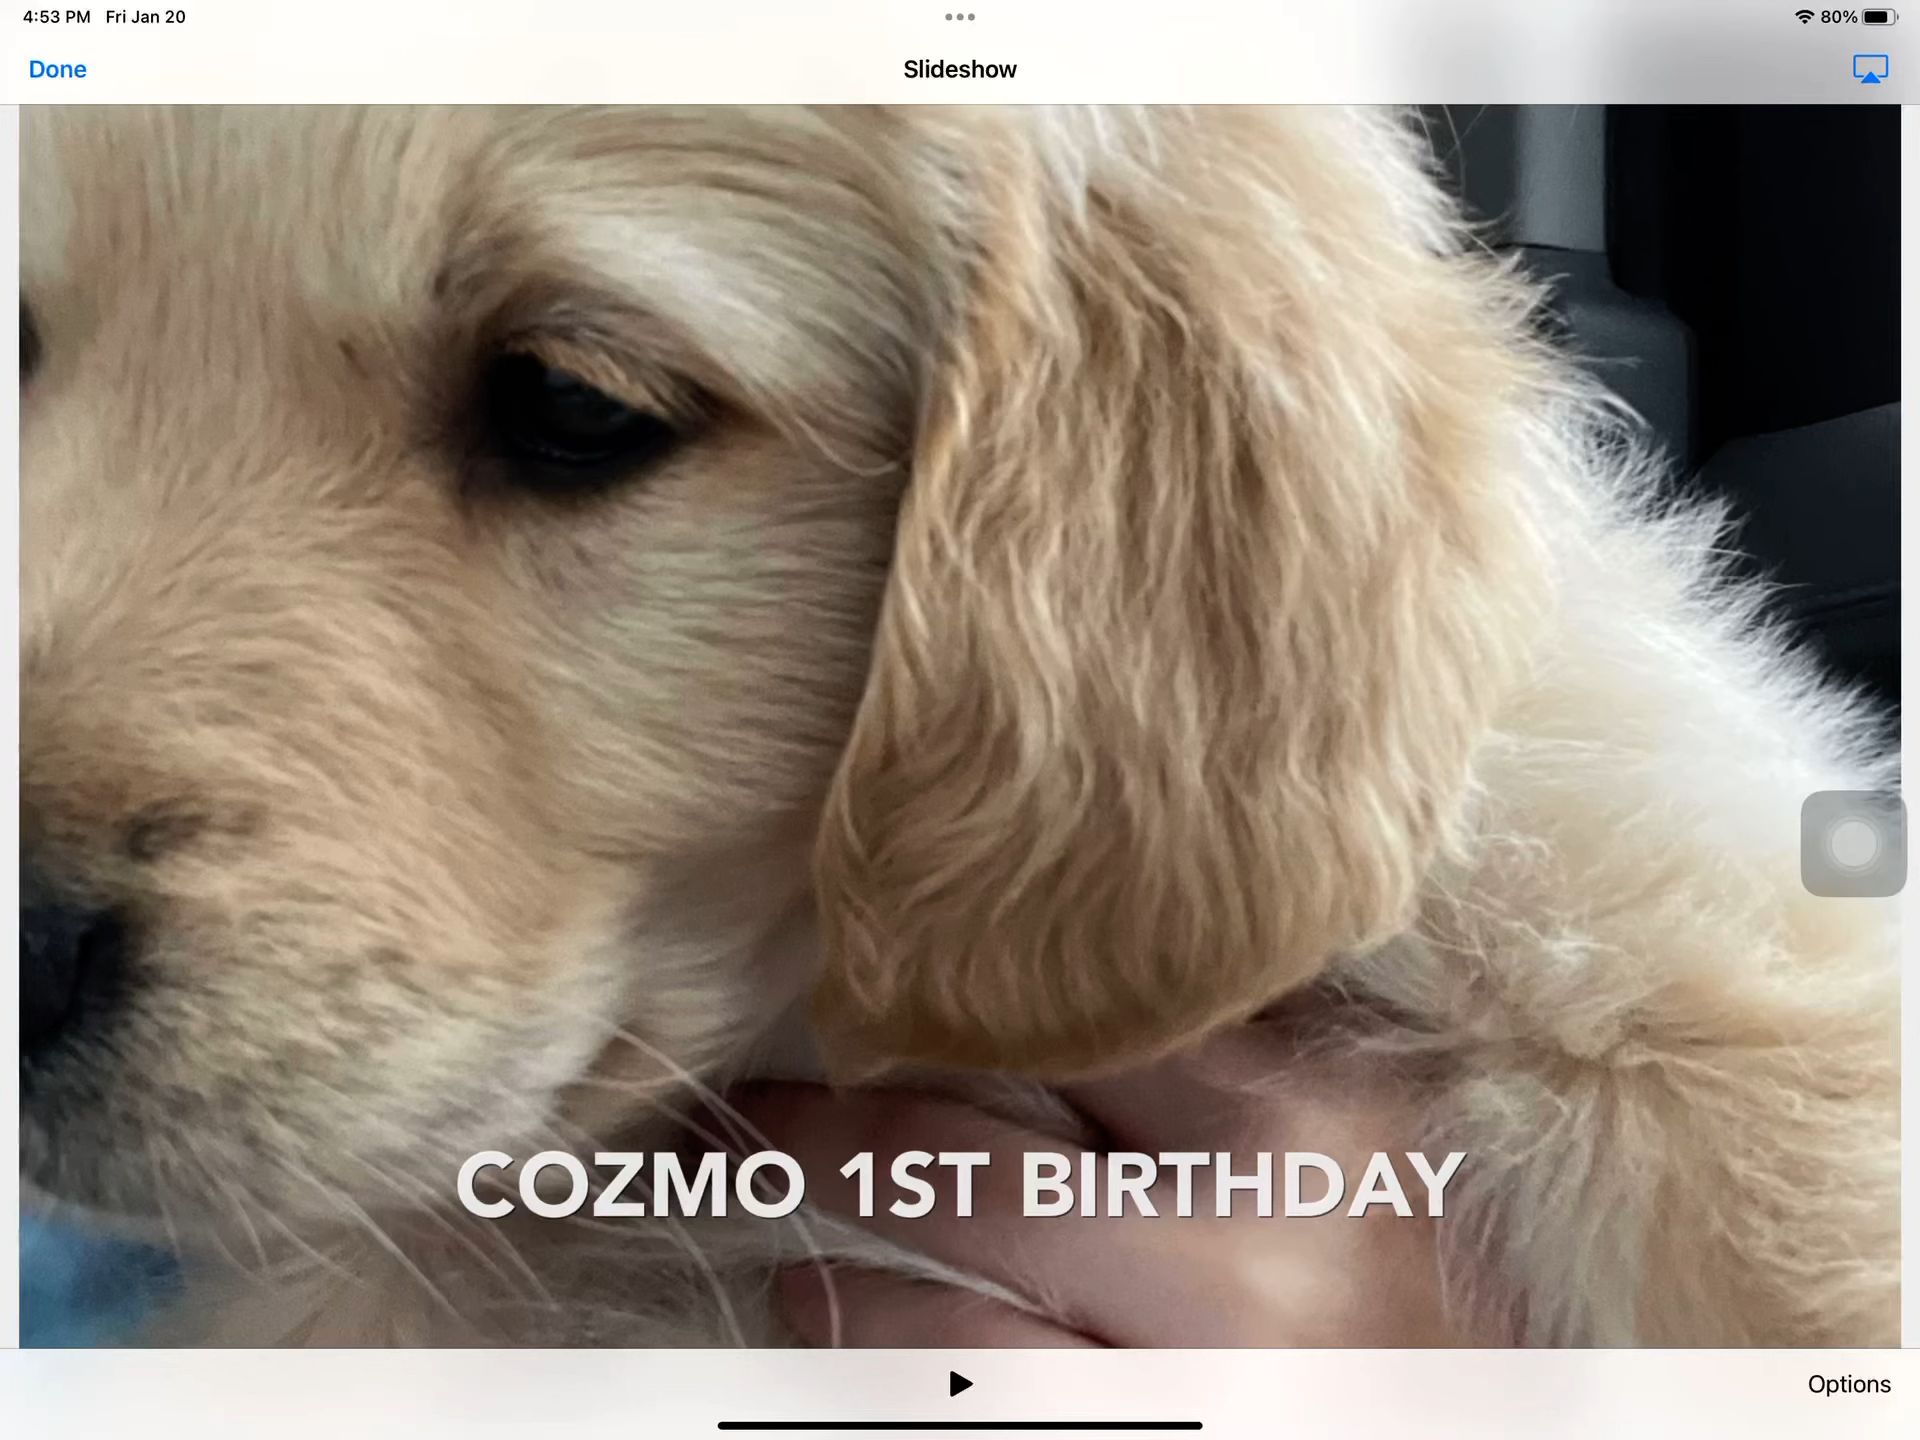 4:53 PM Fri Jan 20
80%
Done
Slideshow
COZMO 1ST BIRTHDAY
Options